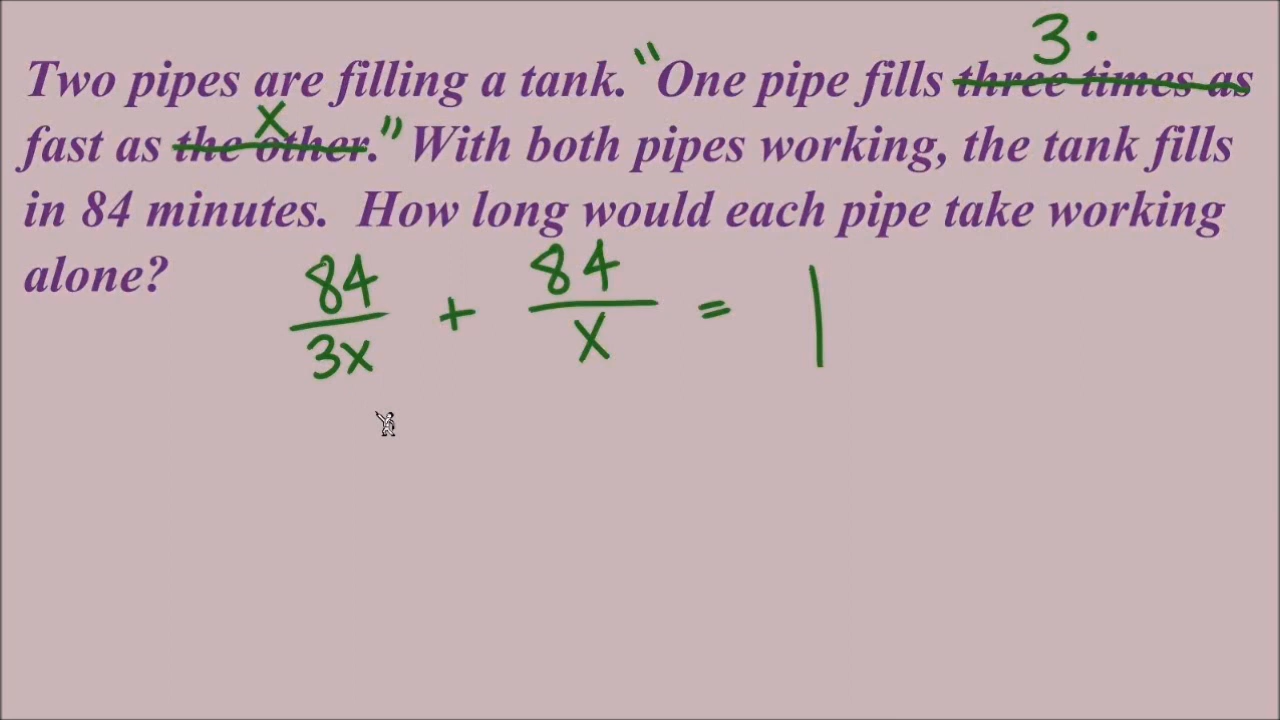 3 ·
Two pipes are filling a tank. "One pipe fills three times as
x
fast as the other." With both pipes working, the tank fills
in 84 minutes. How long would each pipe take working
alone?
84/3x + 84/x = 1